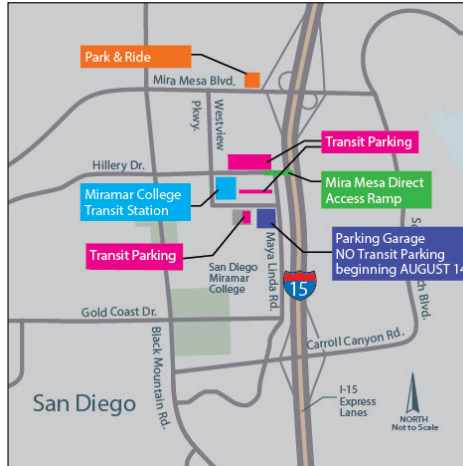 Park & Ride
Mira Mesa Blvd.
Westview
Pkwy.
Transit Parking
Hillery Dr.
Mira Mesa Direct
Access Ramp
Miramar College
Transit Station
Transit Parking
Parking Garage
NO Transit Parking
beginning AUGUST 14
San Diego
Miramar
College
Maya Linda Rd.
15
Gold Coast Dr.
Black Mountain Rd.
Carroll Canyon Rd.
San Diego
I-15
Express
Lanes
NORTH
Not to Scale